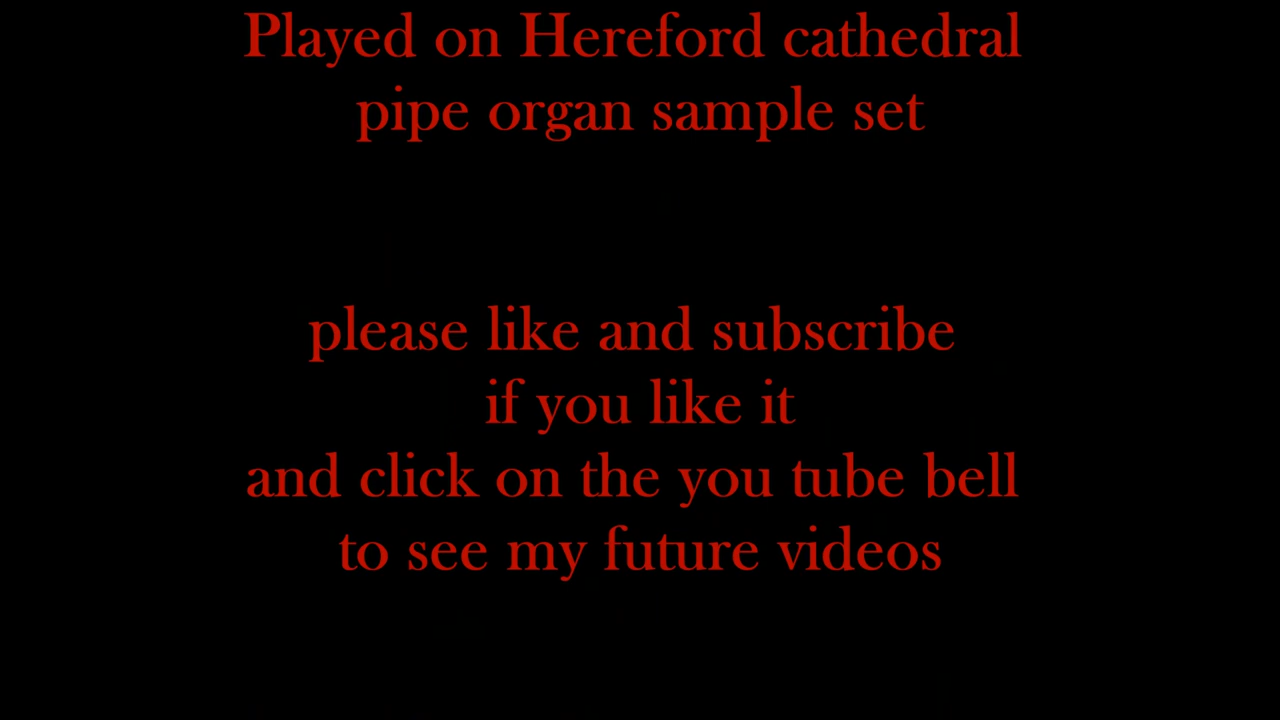 Played on Hereford cathedral
pipe organ sample set
please like and subscribe
if you like it
and click on the you tube bell
to see my future videos